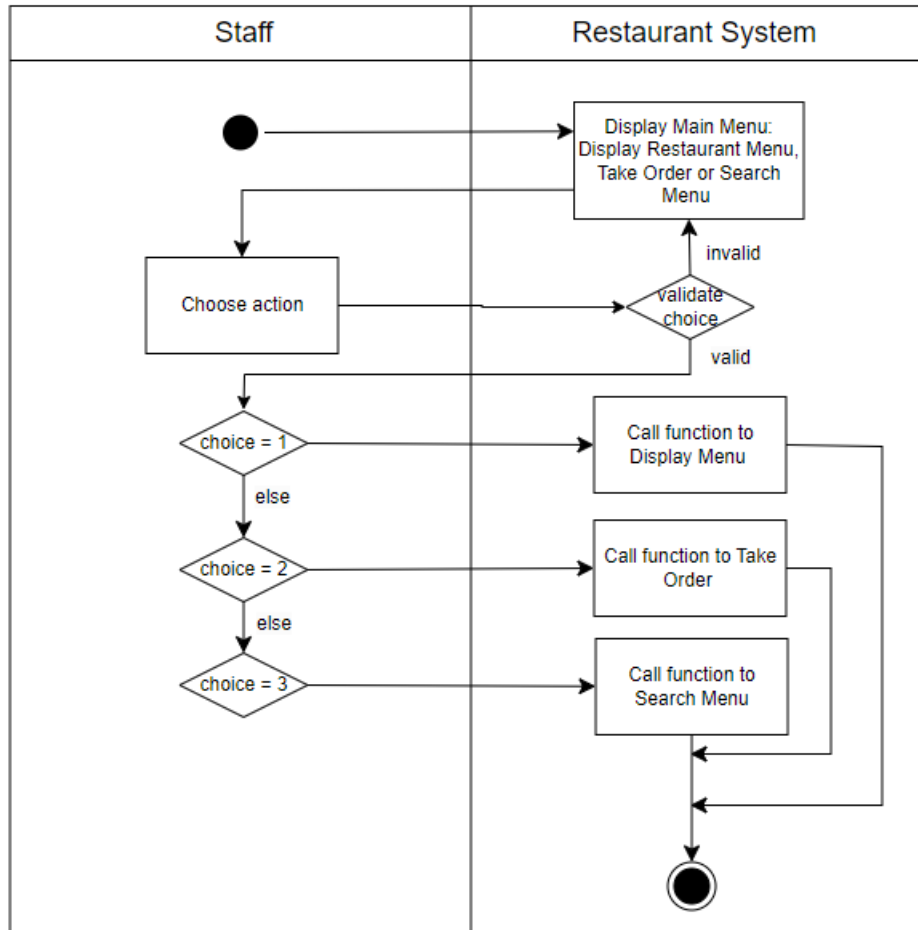 Staff
Restaurant System
Display Main Menu:
Display Restaurant Menu,
Take Order or Search
Menu
invalid
Choose action
validate
choice
valid
choice = 1
Call function to
Display Menu
else
choice = 2
Call function to Take
Order
else
choice = 3
Call function to
Search Menu